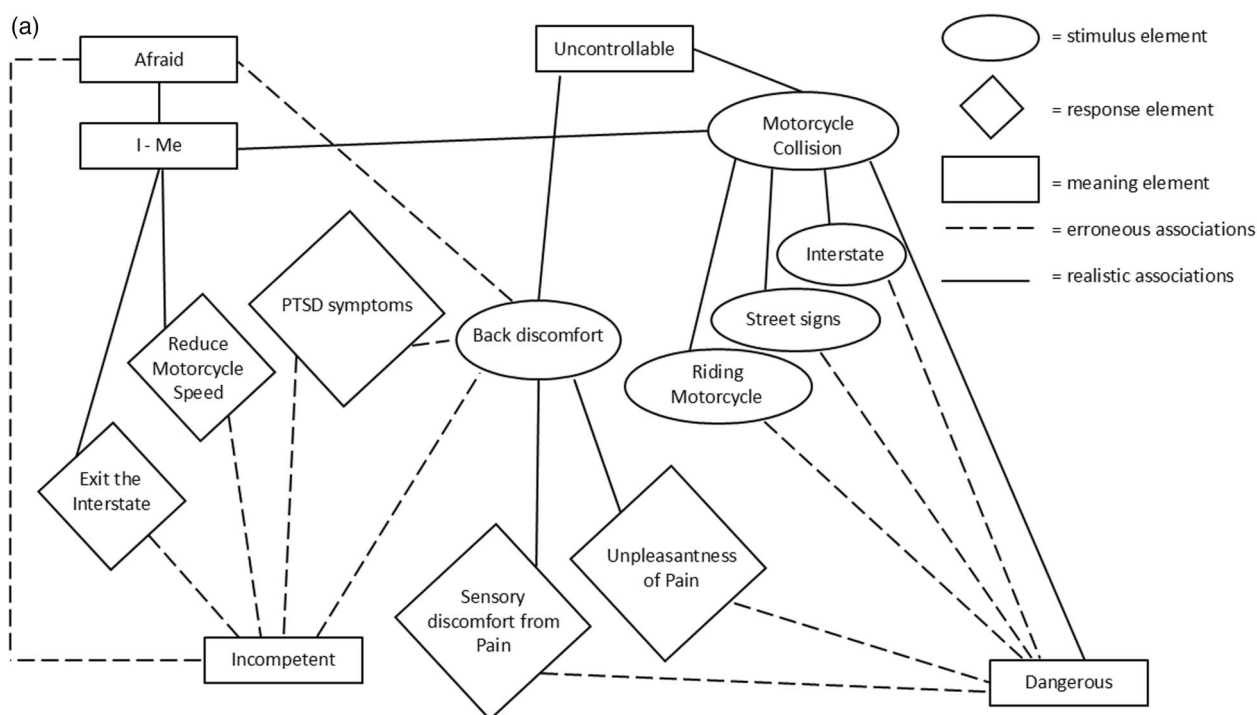 (a)
Afraid
I - Me
Uncontrollable
Motorcycle
Collision
= stimulus element
= response element
= meaning element
= erroneous associations
= realistic associations
Interstate
PTSD symptoms
Street signs
Back discomfort
Reduce
Motorcycle
Speed
Riding
Motorcycle
Exit the
Interstate
Unpleasantness
of Pain
Sensory
discomfort from
Pain
Incompetent
Dangerous